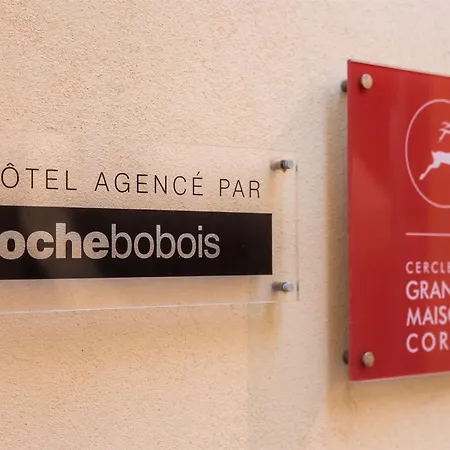 ÔTEL AGENCÉ PAR
ochebobois
CERCLE
GRAN
MAISO
COR